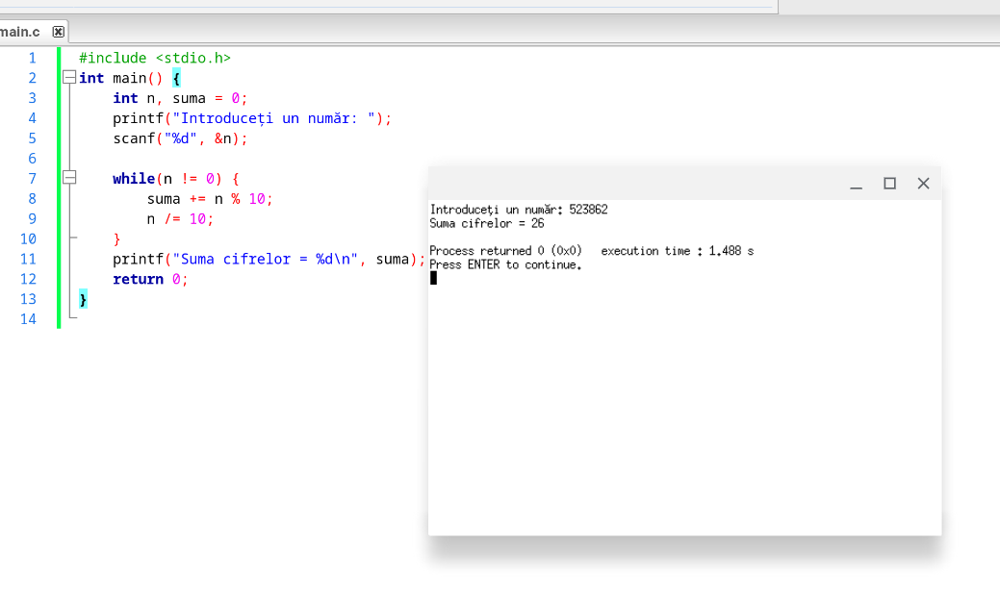 main.c
1 #include <stdio.h>
2 int main() {
3 int n, suma = 0;
4 printf("Introduceți un număr: ");
5 scanf("%d", &n);
6
7 while(n != 0) {
8 suma += n % 10;
9 n /= 10;
10 }
11 printf("Suma cifrelor = %d\n", suma);
12 return 0;
13 }
14
Introduceți un număr: 523862
Suma cifrelor = 26
Process returned 0 (0x0) execution time : 1.488 s
Press ENTER to continue.